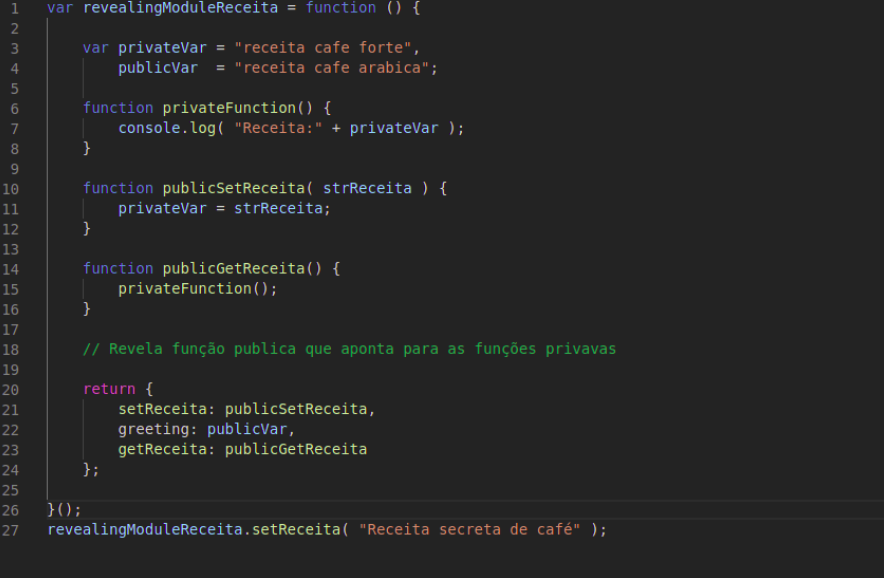 1 var revealingModuleReceita = function () {
2
3 var privateVar = "receita cafe forte",
4 publicVar  = "receita cafe arabica";
5
6 function privateFunction() {
7 console.log( "Receita:" + privateVar );
8 }
9
10 function publicSetReceita( strReceita ) {
11 privateVar = strReceita;
12 }
13
14 function publicGetReceita() {
15 privateFunction();
16 }
17
18 // Revela função publica que aponta para as funções privavas
19
20 return {
21 setReceita: publicSetReceita,
22 greeting: publicVar,
23 getReceita: publicGetReceita
24 };
25
26 }();
27 revealingModuleReceita.setReceita( "Receita secreta de café" );